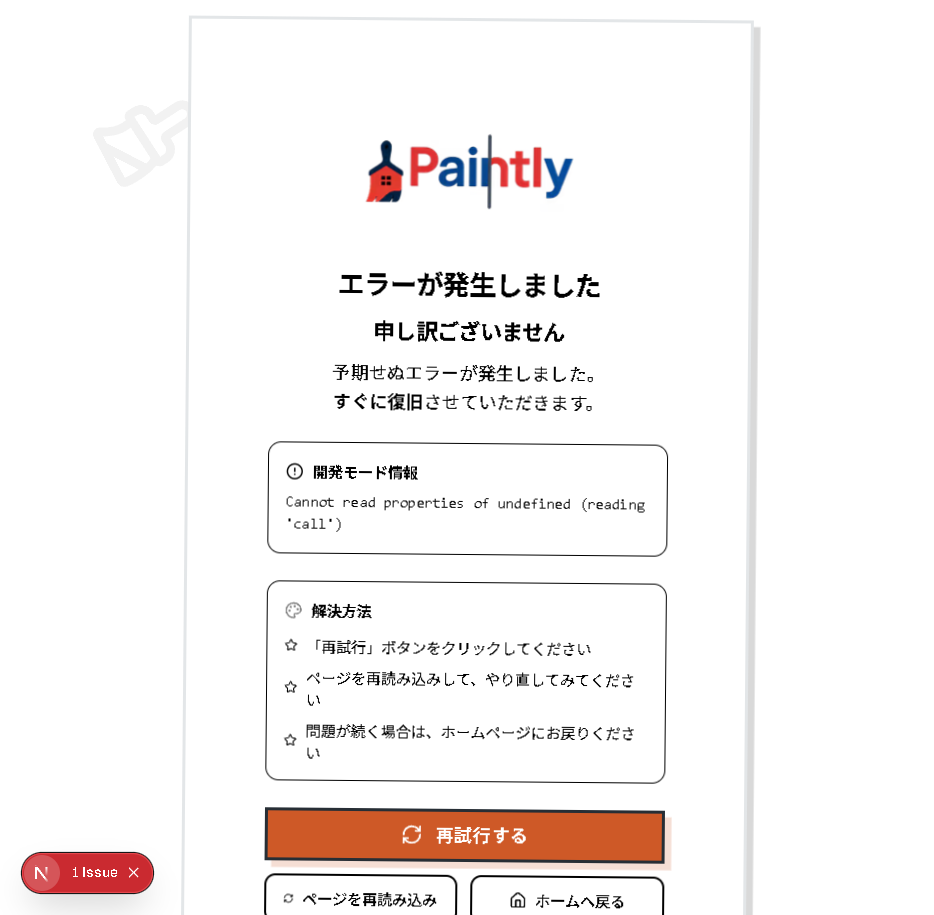 Paintly
エラーが発生しました
申し訳ございません
予期せぬエラーが発生しました。
すぐに復旧させていただきます。
開発モード情報
Cannot read properties of undefined (reading
'call')
解決方法
「再試行」ボタンをクリックしてください
ページを再読み込みして、やり直してみてくださ
い
問題が続く場合は、ホームページにお戻りくださ
い
再試行する
N 1 Issue
ページを再読み込み
ホームへ戻る